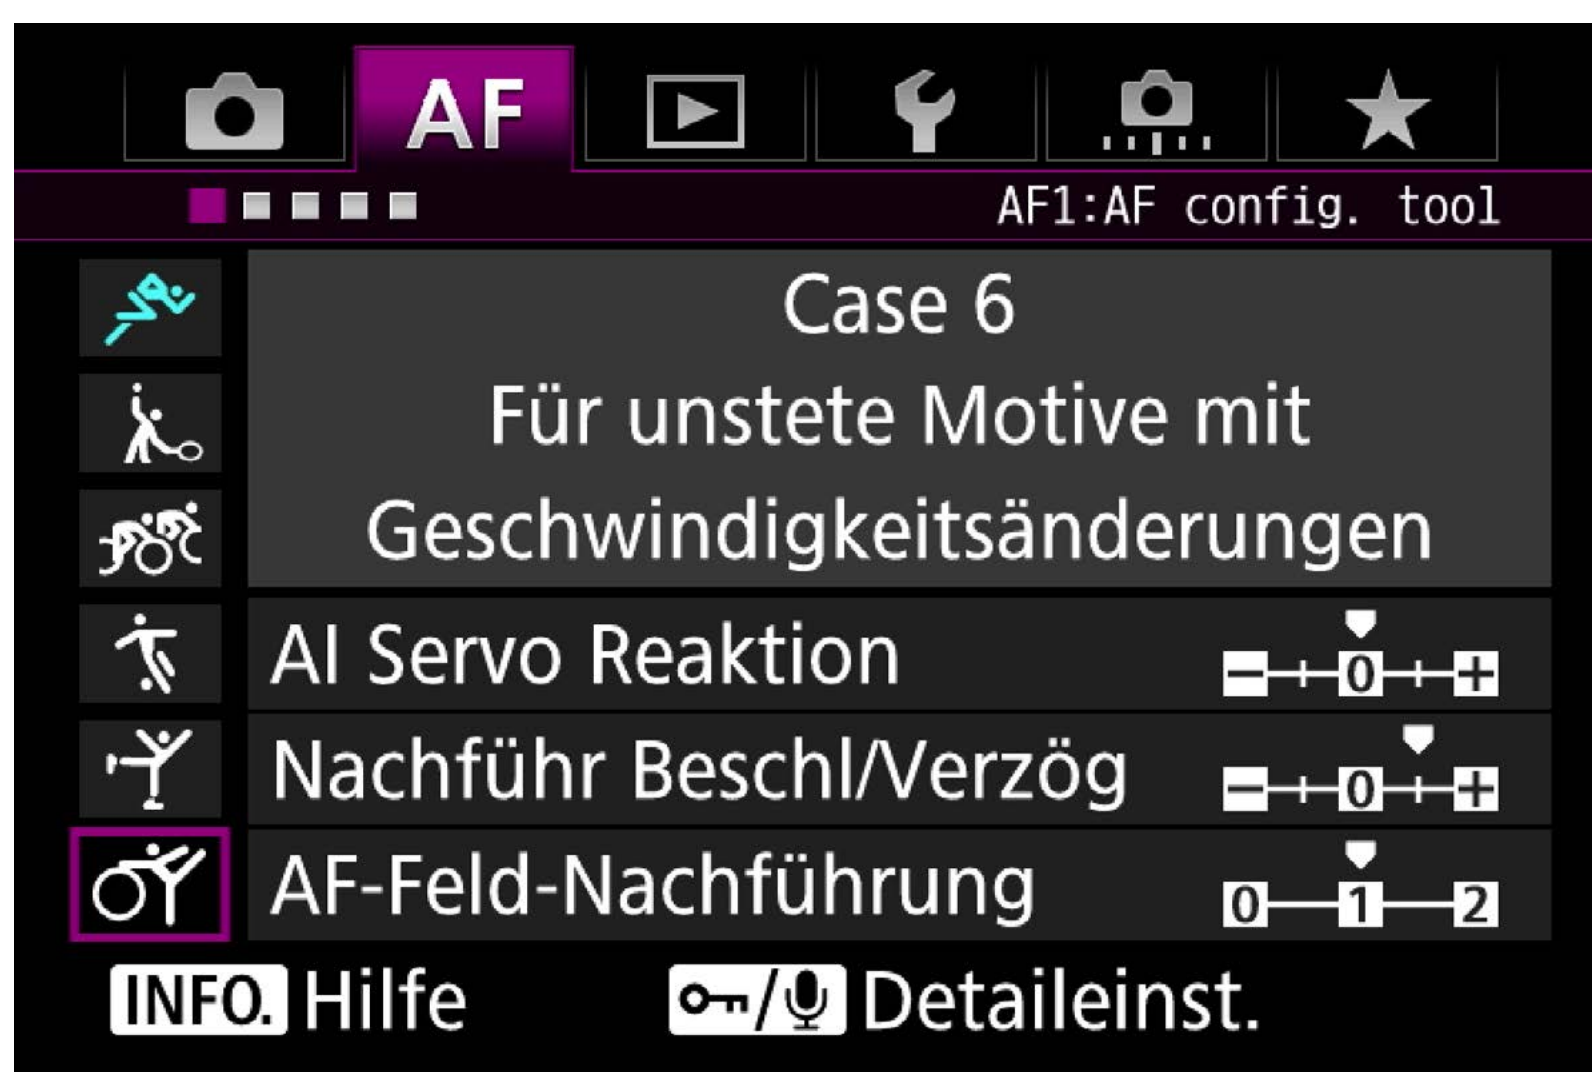 AF
AF1:AF config. tool
Case 6
Für unstete Motive mit
Geschwindigkeitsänderungen
AI Servo Reaktion - 0 +
Nachführ Beschl/Verzög - 0 +
AF-Feld-Nachführung 0 1 2
INFO. Hilfe / Detaileinst.